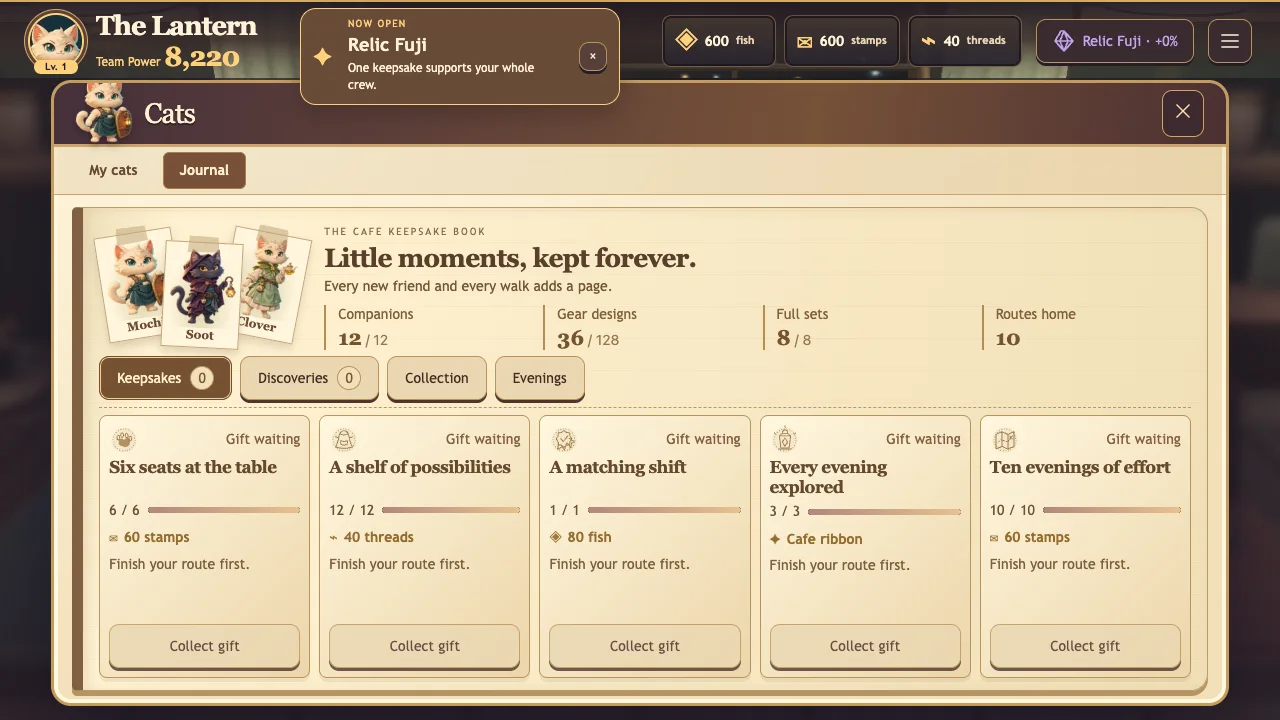 The Lantern
Team Power 8,220
Lv. 1
NOW OPEN
Relic Fuji
One keepsake supports your whole
crew.
×
600 fish
600 stamps
40 threads
Relic Fuji · +0%
Cats
My cats
Journal
Moch
Soot
Clover
THE CAFE KEEPSAKE BOOK
Little moments, kept forever.
Every new friend and every walk adds a page.
Companions
12 / 12
Gear designs
36 / 128
Full sets
8 / 8
Routes home
10
Keepsakes 0
Discoveries 0
Collection
Evenings
Gift waiting
Six seats at the table
6 / 6
60 stamps
Finish your route first.
Collect gift
Gift waiting
A shelf of possibilities
12 / 12
40 threads
Finish your route first.
Collect gift
Gift waiting
A matching shift
1 / 1
80 fish
Finish your route first.
Collect gift
Gift waiting
Every evening
explored
3 / 3
Cafe ribbon
Finish your route first.
Collect gift
Gift waiting
Ten evenings of effort
10 / 10
60 stamps
Finish your route first.
Collect gift